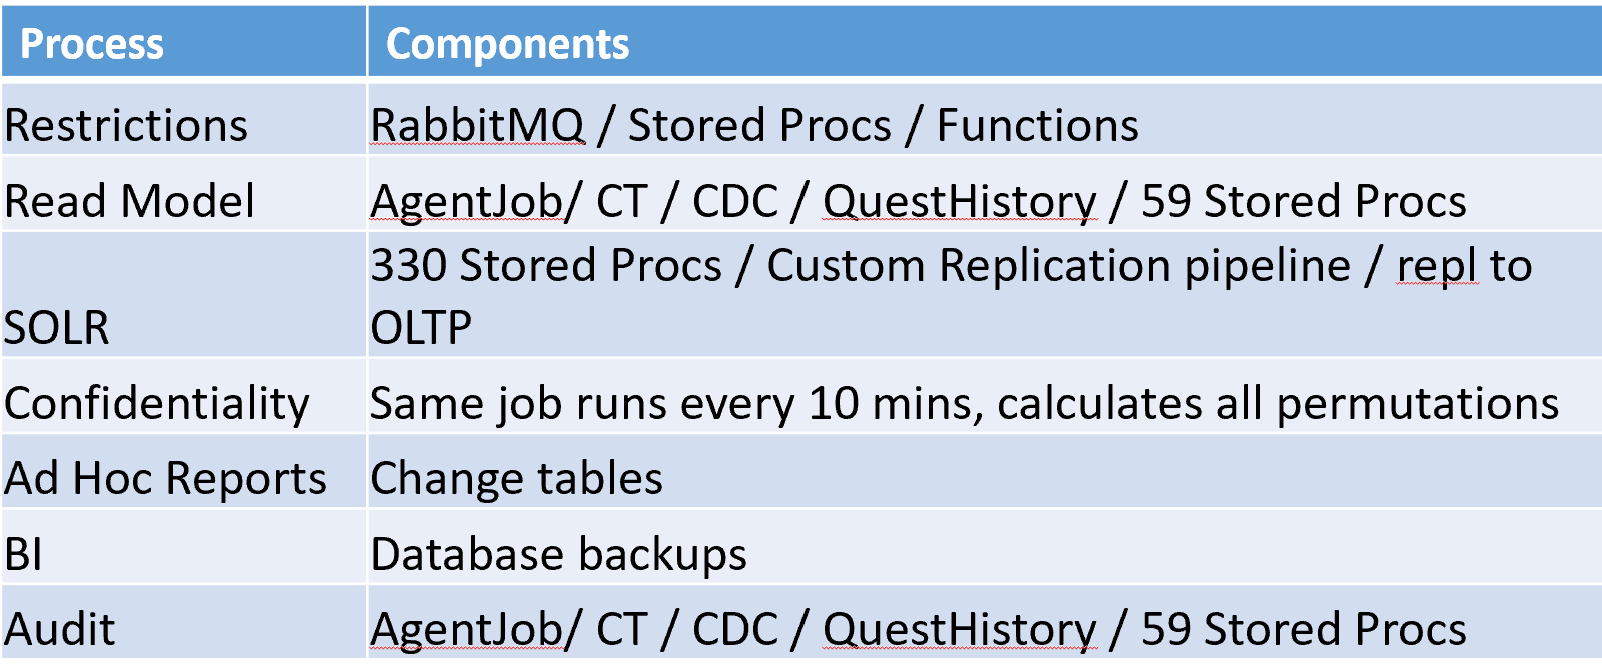 Process Components
Restrictions RabbitMQ / Stored Procs / Functions
Read Model AgentJob/ CT / CDC / QuestHistory / 59 Stored Procs
330 Stored Procs / Custom Replication pipeline / repl to
SOLR OLTP
Confidentiality Same job runs every 10 mins, calculates all permutations
Ad Hoc Reports Change tables
BI Database backups
Audit AgentJob/ CT / CDC / QuestHistory / 59 Stored Procs